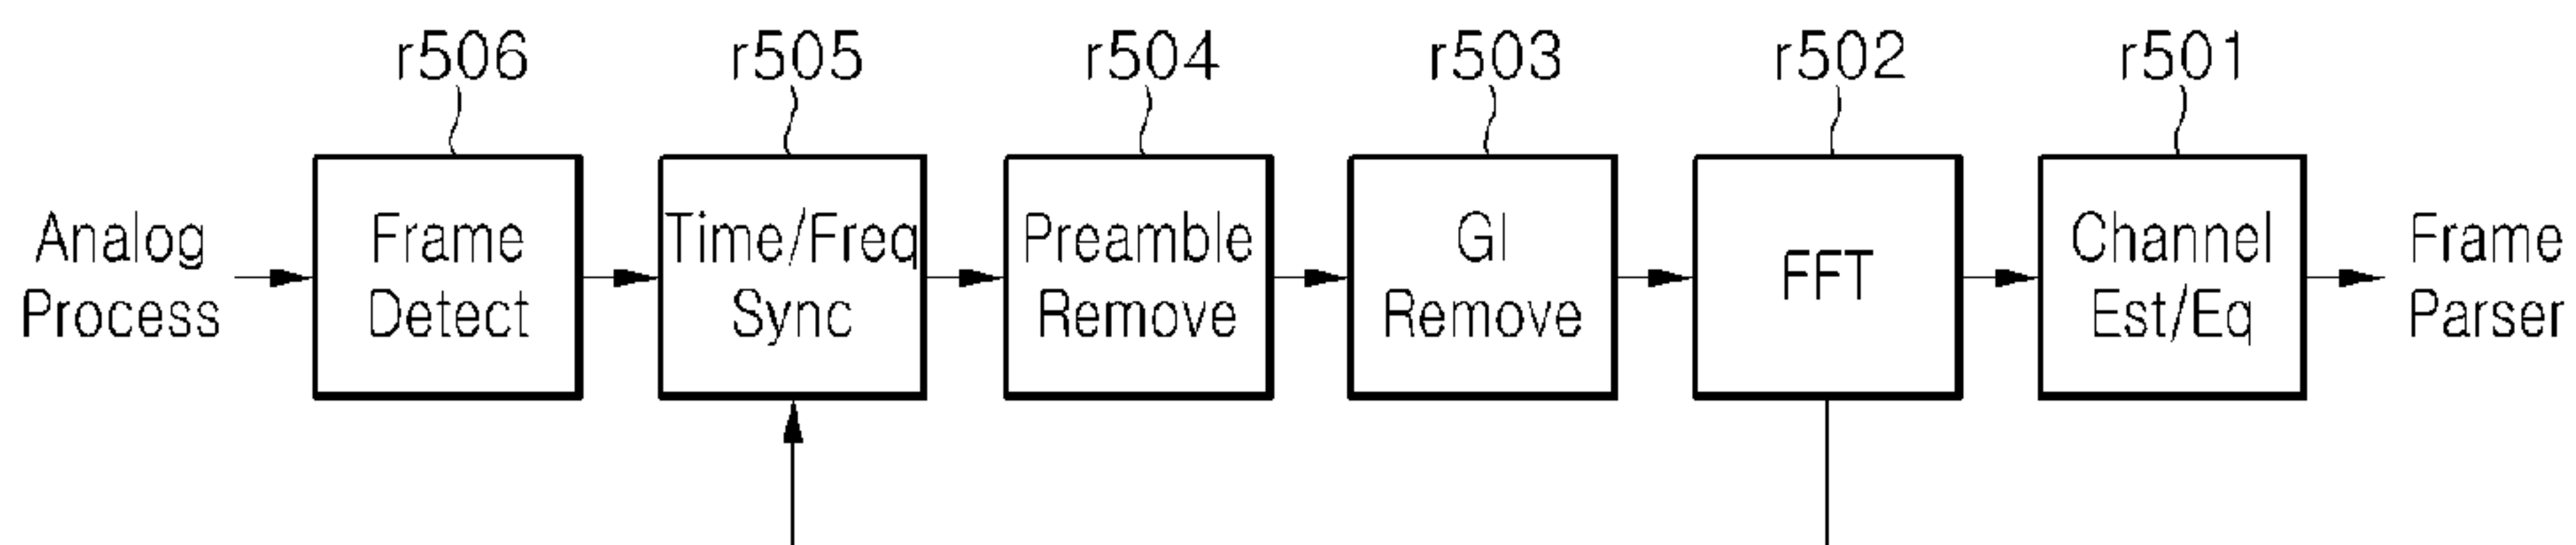 r506
r505
r504
r503
r502
r501
Analog
Process
Frame
Detect
Time/Freq
Sync
Preamble
Remove
GI
Remove
FFT
Channel
Est/Eq
Frame
Parser